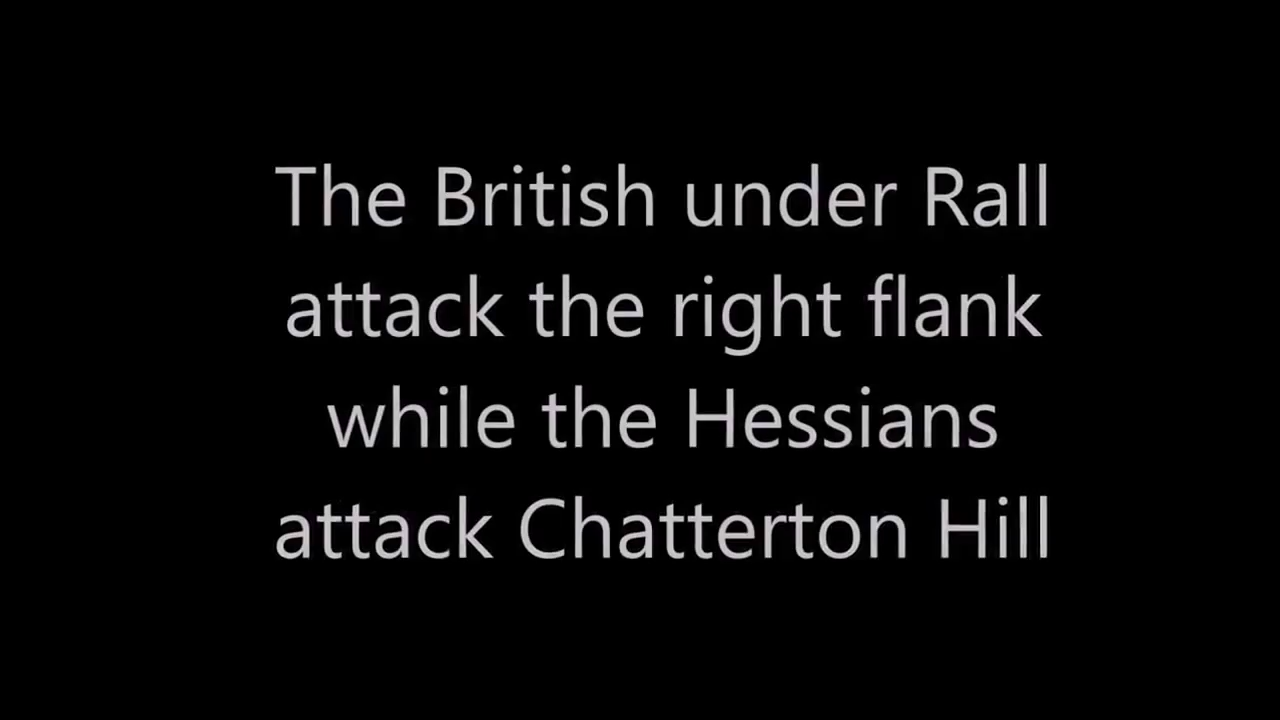 The British under Rall
attack the right flank
while the Hessians
attack Chatterton Hill